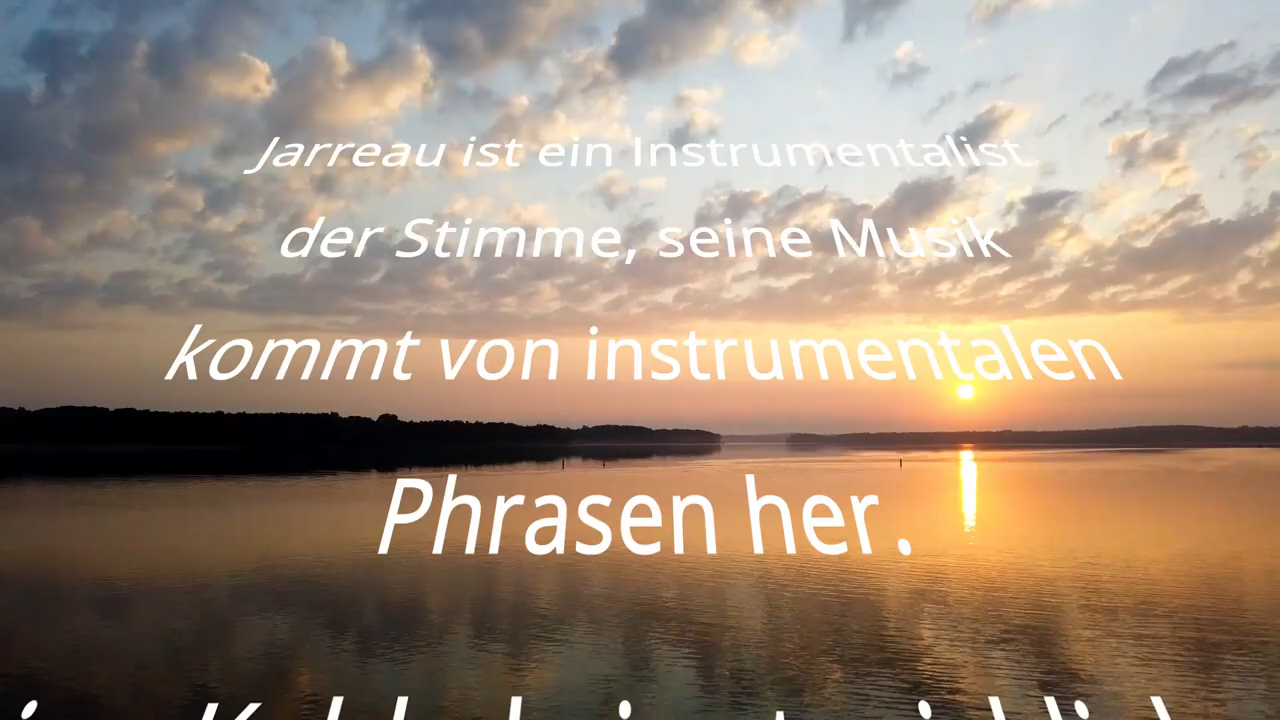 Jarreau ist ein Instrumentalist
der Stimme, seine Musik
kommt von instrumentalen
Phrasen her.